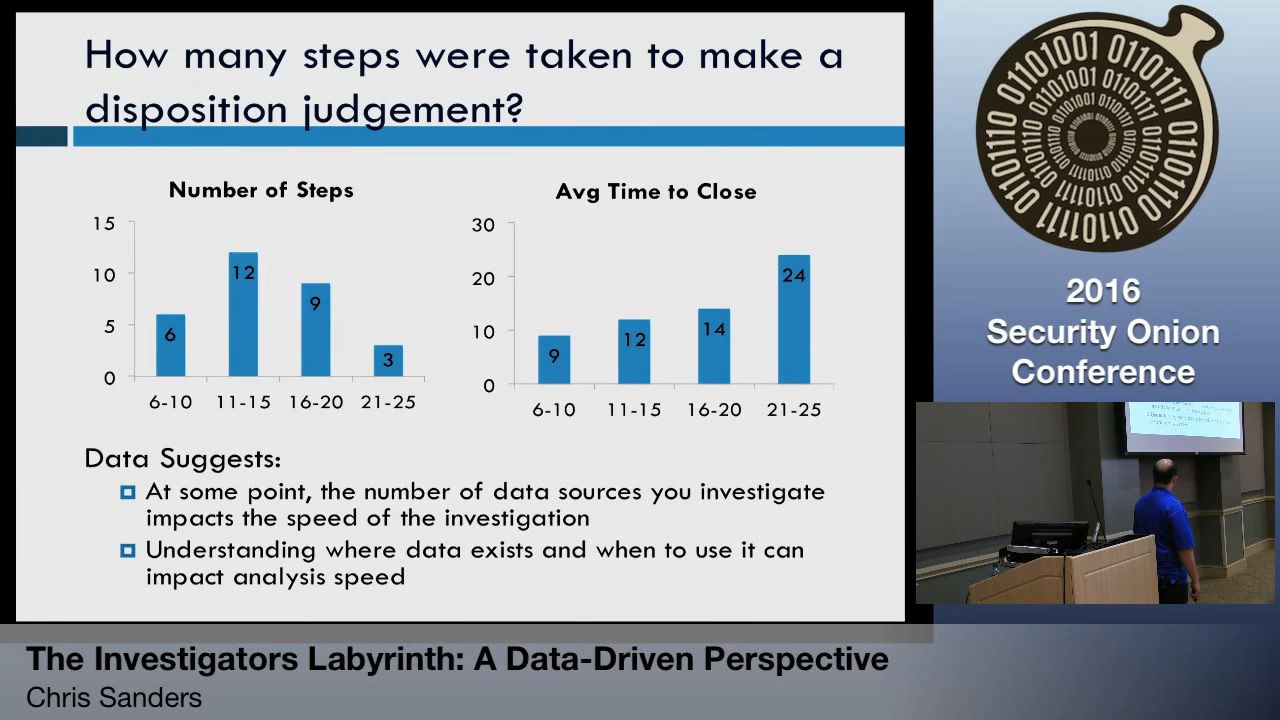 How many steps were taken to make a
disposition judgement?
Number of Steps
15
10
5
0
6
12
9
3
6-10 11-15 16-20 21-25
Avg Time to Close
30
20
10
0
9
12
14
24
6-10 11-15 16-20 21-25
Data Suggests:
At some point, the number of data sources you investigate
impacts the speed of the investigation
Understanding where data exists and when to use it can
impact analysis speed
2016
Security Onion
Conference
The Investigators Labyrinth: A Data-Driven Perspective
Chris Sanders